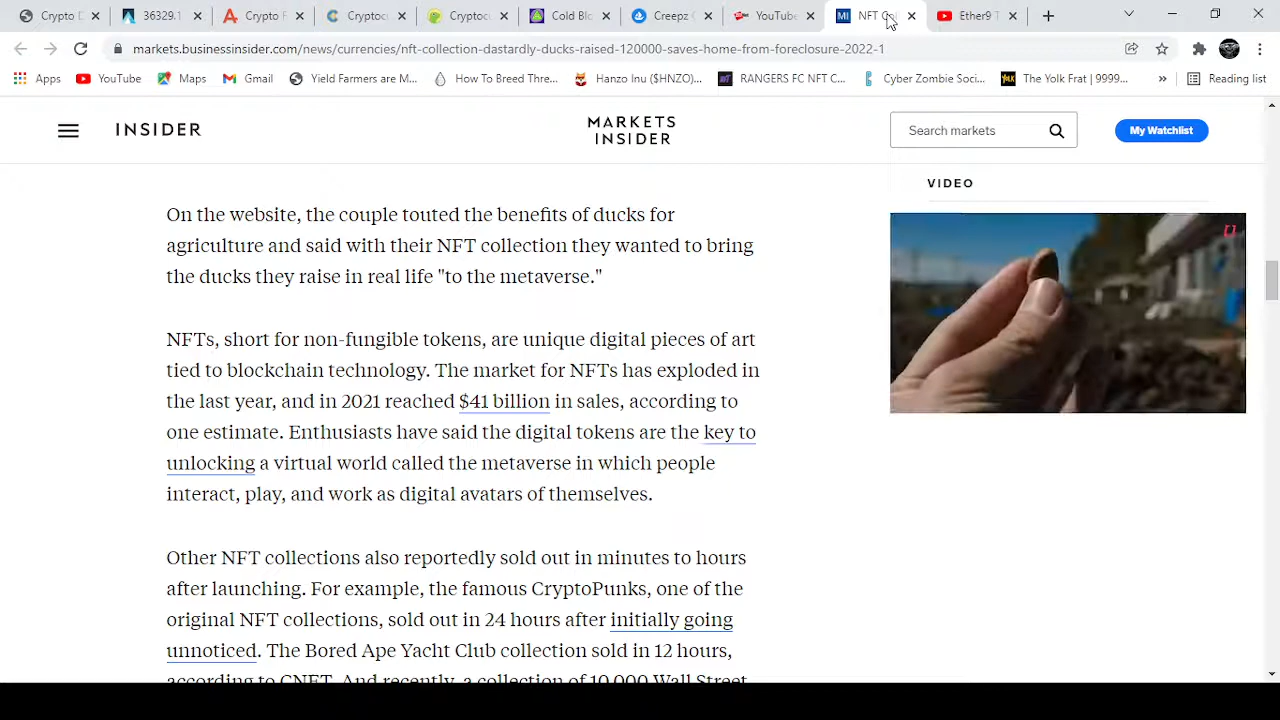 Crypto D
36329.1
Crypto F
Cryptoc
Cryptoc
Cold Blo
Creepz G
YouTube
NFT Col
Ether9 T
markets.businessinsider.com/news/currencies/nft-collection-dastardly-ducks-raised-120000-saves-home-from-foreclosure-2022-1
Apps
YouTube
Maps
Gmail
Yield Farmers are M...
How To Breed Thre...
Hanzo Inu ($HNZO)...
RANGERS FC NFT C...
Cyber Zombie Soci...
The Yolk Frat | 9999...
Reading list
INSIDER
MARKETS
INSIDER
Search markets
My Watchlist
VIDEO
On the website, the couple touted the benefits of ducks for
agriculture and said with their NFT collection they wanted to bring
the ducks they raise in real life "to the metaverse."
NFTs, short for non-fungible tokens, are unique digital pieces of art
tied to blockchain technology. The market for NFTs has exploded in
the last year, and in 2021 reached $41 billion in sales, according to
one estimate. Enthusiasts have said the digital tokens are the key to
unlocking a virtual world called the metaverse in which people
interact, play, and work as digital avatars of themselves.
Other NFT collections also reportedly sold out in minutes to hours
after launching. For example, the famous CryptoPunks, one of the
original NFT collections, sold out in 24 hours after initially going
unnoticed. The Bored Ape Yacht Club collection sold in 12 hours,
according to CNET. And recently, a collection of 10,000 Wall Street